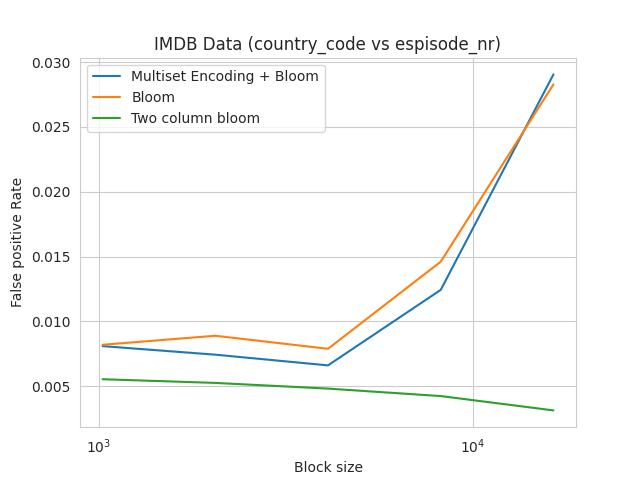 IMDB Data (country_code vs espisode_nr)
Multiset Encoding + Bloom
Bloom
Two column bloom
False positive Rate
0.030
0.025
0.020
0.015
0.010
0.005
10³
10⁴
Block size